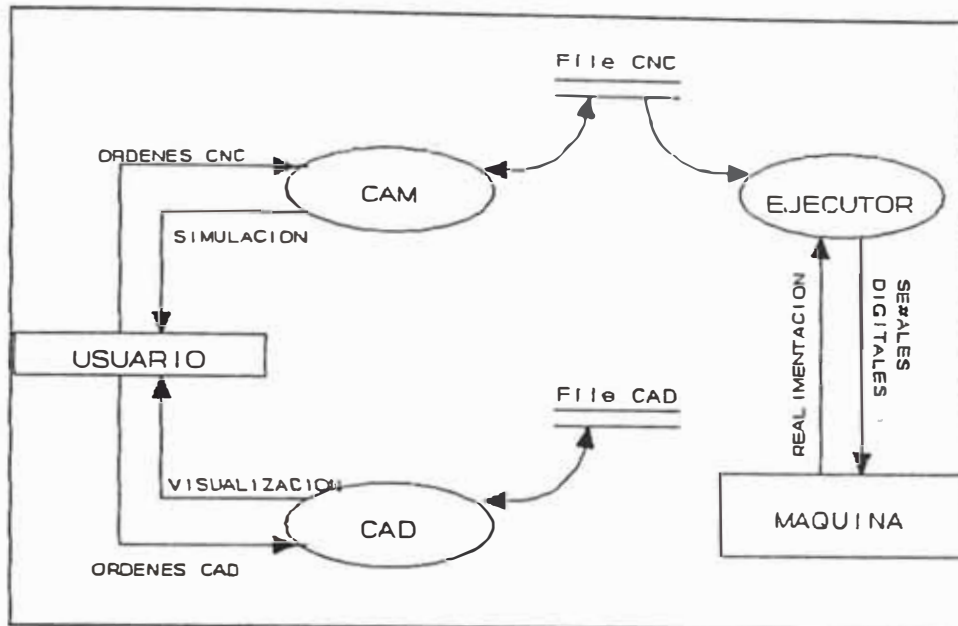 File CNC
ORDENES CNC
CAM
EJECUTOR
SIMULACION
REALIMENTACION
SE#ALES
DIGITALES
USUARIO
File CAD
VISUALIZACION
CAD
MAQUINA
ORDENES CAD